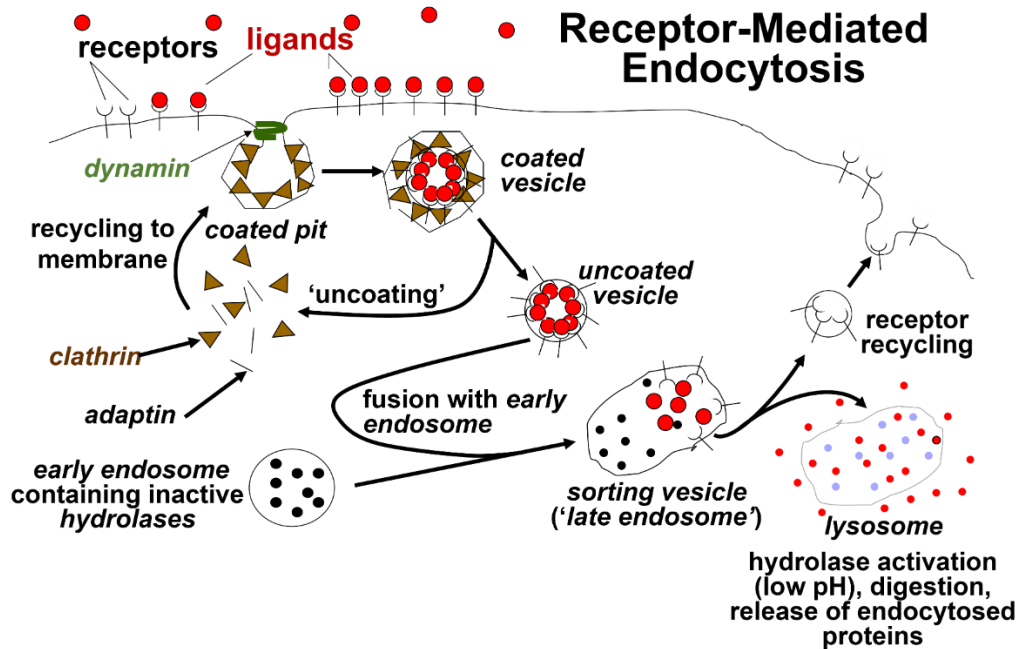 Receptor-Mediated
Endocytosis
receptors
ligands
dynamin
coated pit
coated
vesicle
recycling to
membrane
'uncoating'
uncoated
vesicle
clathrin
adaptin
fusion with early
endosome
early endosome
containing inactive
hydrolases
sorting vesicle
('late endosome')
receptor
recycling
lysosome
hydrolase activation
(low pH), digestion,
release of endocytosed
proteins